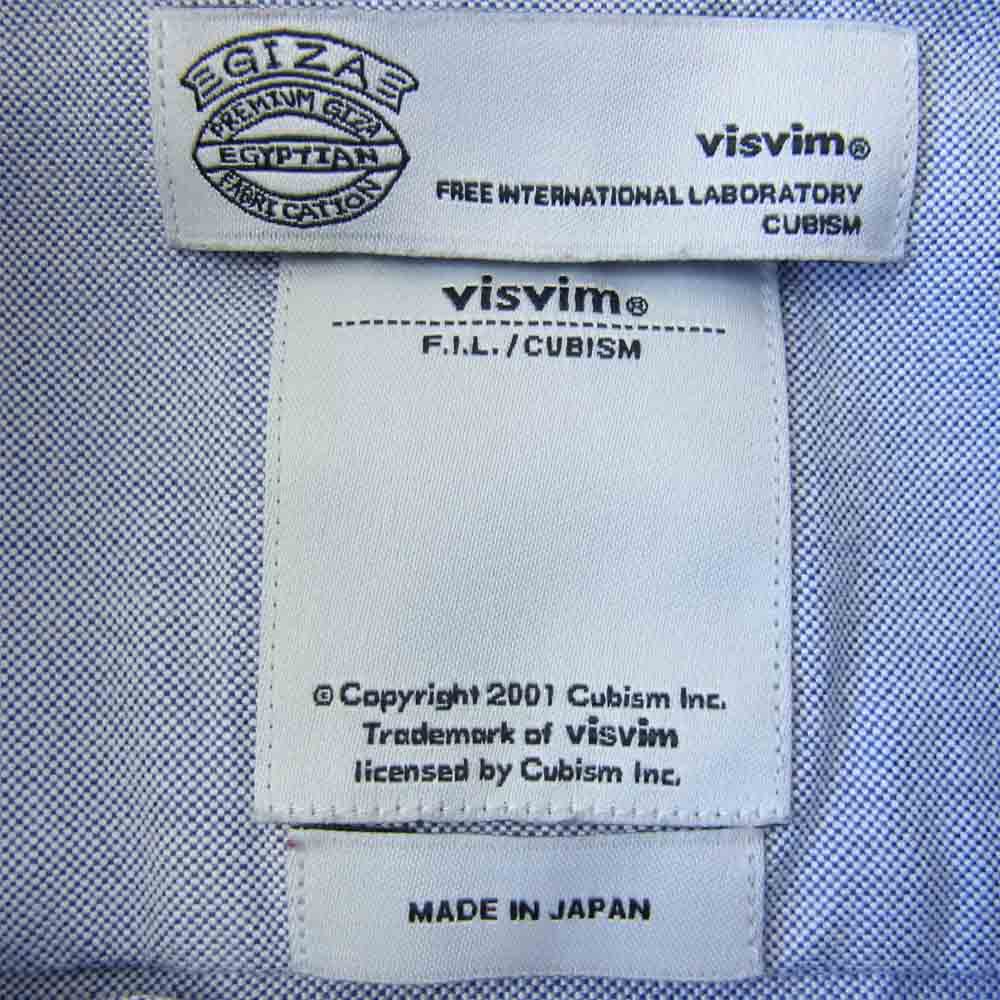 GIZA
PREMIUM GIZA
EGYPTIAN
FABRICATION
visvim®
FREE INTERNATIONAL LABORATORY
CUBISM
visvim®
F.I.L./CUBISM
© Copyright 2001 Cubism Inc.
Trademark of visvim
licensed by Cubism Inc.
MADE IN JAPAN